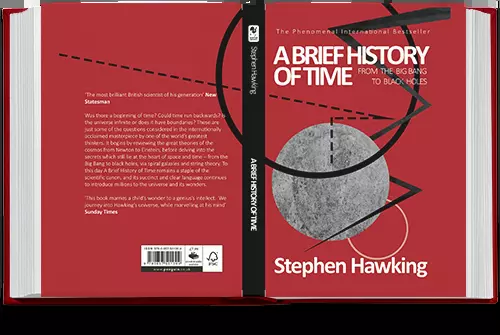 'The most brilliant British scientist of his generation' New
Statesman
Was there a beginning of time? Could time run backwards? Is
the universe infinite or does it have boundaries? These are
just some of the questions considered in the internationally
acclaimed masterpiece by one of the world's greatest
thinkers. It begins by reviewing the great theories of the
cosmos from Newton to Einstein, before delving into the
secrets which still lie at the heart of space and time – from the
Big Bang to black holes, via spiral galaxies and string theory. To
this day A Brief History of Time remains a staple of the
scientific canon, and its succinct and clear language continues
to introduce millions to the universe and its wonders.
'This book marries a child's wonder to a genius's intellect. We
journey into Hawking's universe, while marvelling at his mind'
Sunday Times
ISBN
FSC
www.penguin.co.uk
Stephen Hawking
A BRIEF HISTORY OF TIME
The Phenomenal International Bestseller
A BRIEF HISTORY
OF TIME FROM THE BIG BANG
TO BLACK HOLES
Stephen Hawking